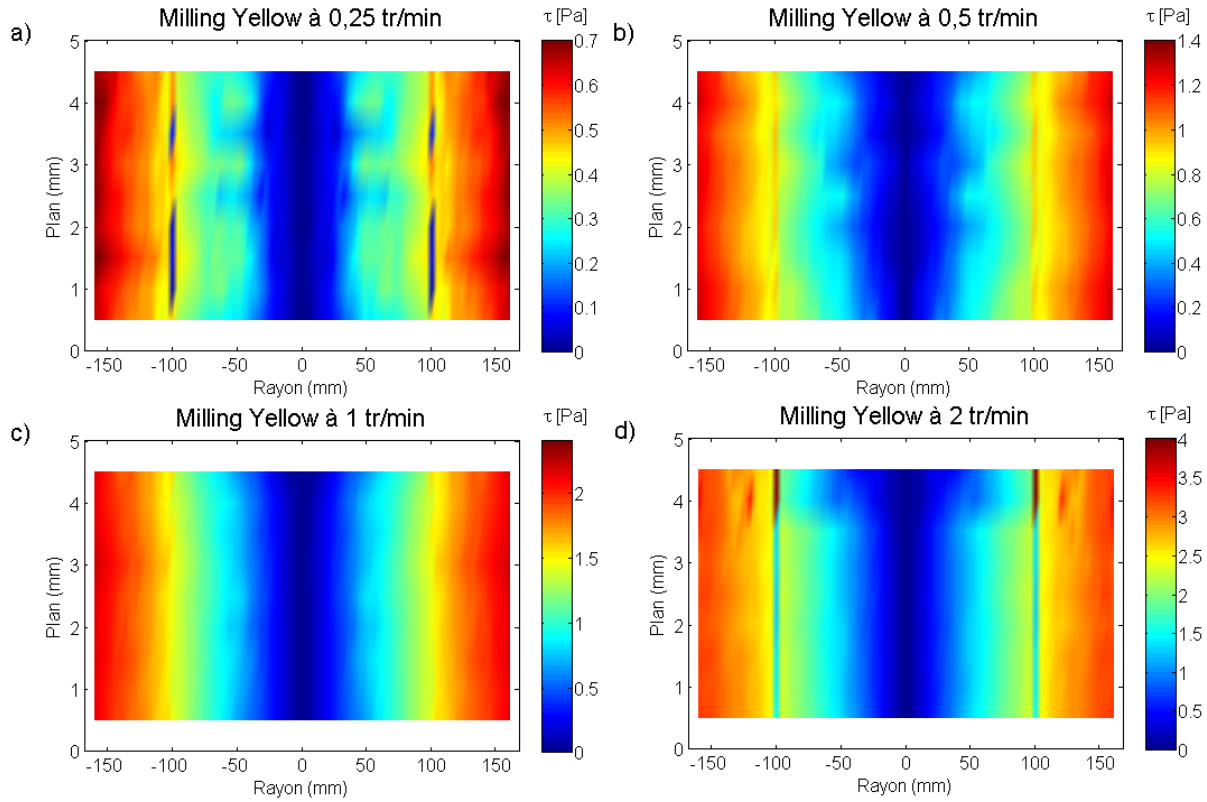 a)
Milling Yellow à 0,25 tr/min
τ [Pa]
5
4
3
2
1
0
Plan (mm)
-150 -100 -50 0 50 100 150
Rayon (mm)
0.7
0.6
0.5
0.4
0.3
0.2
0.1
0
b)
Milling Yellow à 0,5 tr/min
τ [Pa]
5
4
3
2
1
0
Plan (mm)
-150 -100 -50 0 50 100 150
Rayon (mm)
1.4
1.2
1
0.8
0.6
0.4
0.2
0
c)
Milling Yellow à 1 tr/min
τ [Pa]
5
4
3
2
1
0
Plan (mm)
-150 -100 -50 0 50 100 150
Rayon (mm)
2
1.5
1
0.5
0
d)
Milling Yellow à 2 tr/min
τ [Pa]
5
4
3
2
1
0
Plan (mm)
-150 -100 -50 0 50 100 150
Rayon (mm)
4
3.5
3
2.5
2
1.5
1
0.5
0